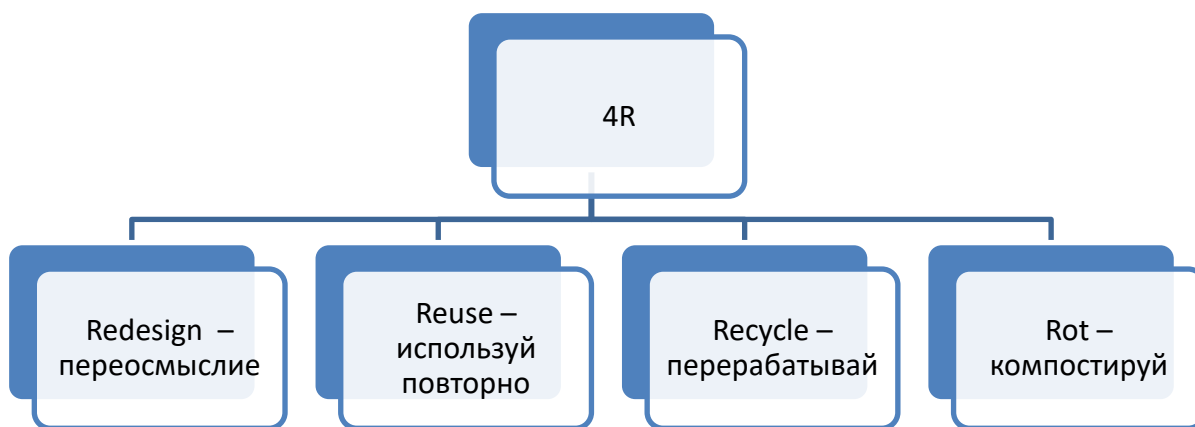 4R
Redesign –
переосмыслие
Reuse –
используй
повторно
Recycle –
перерабатывай
Rot –
компостируй